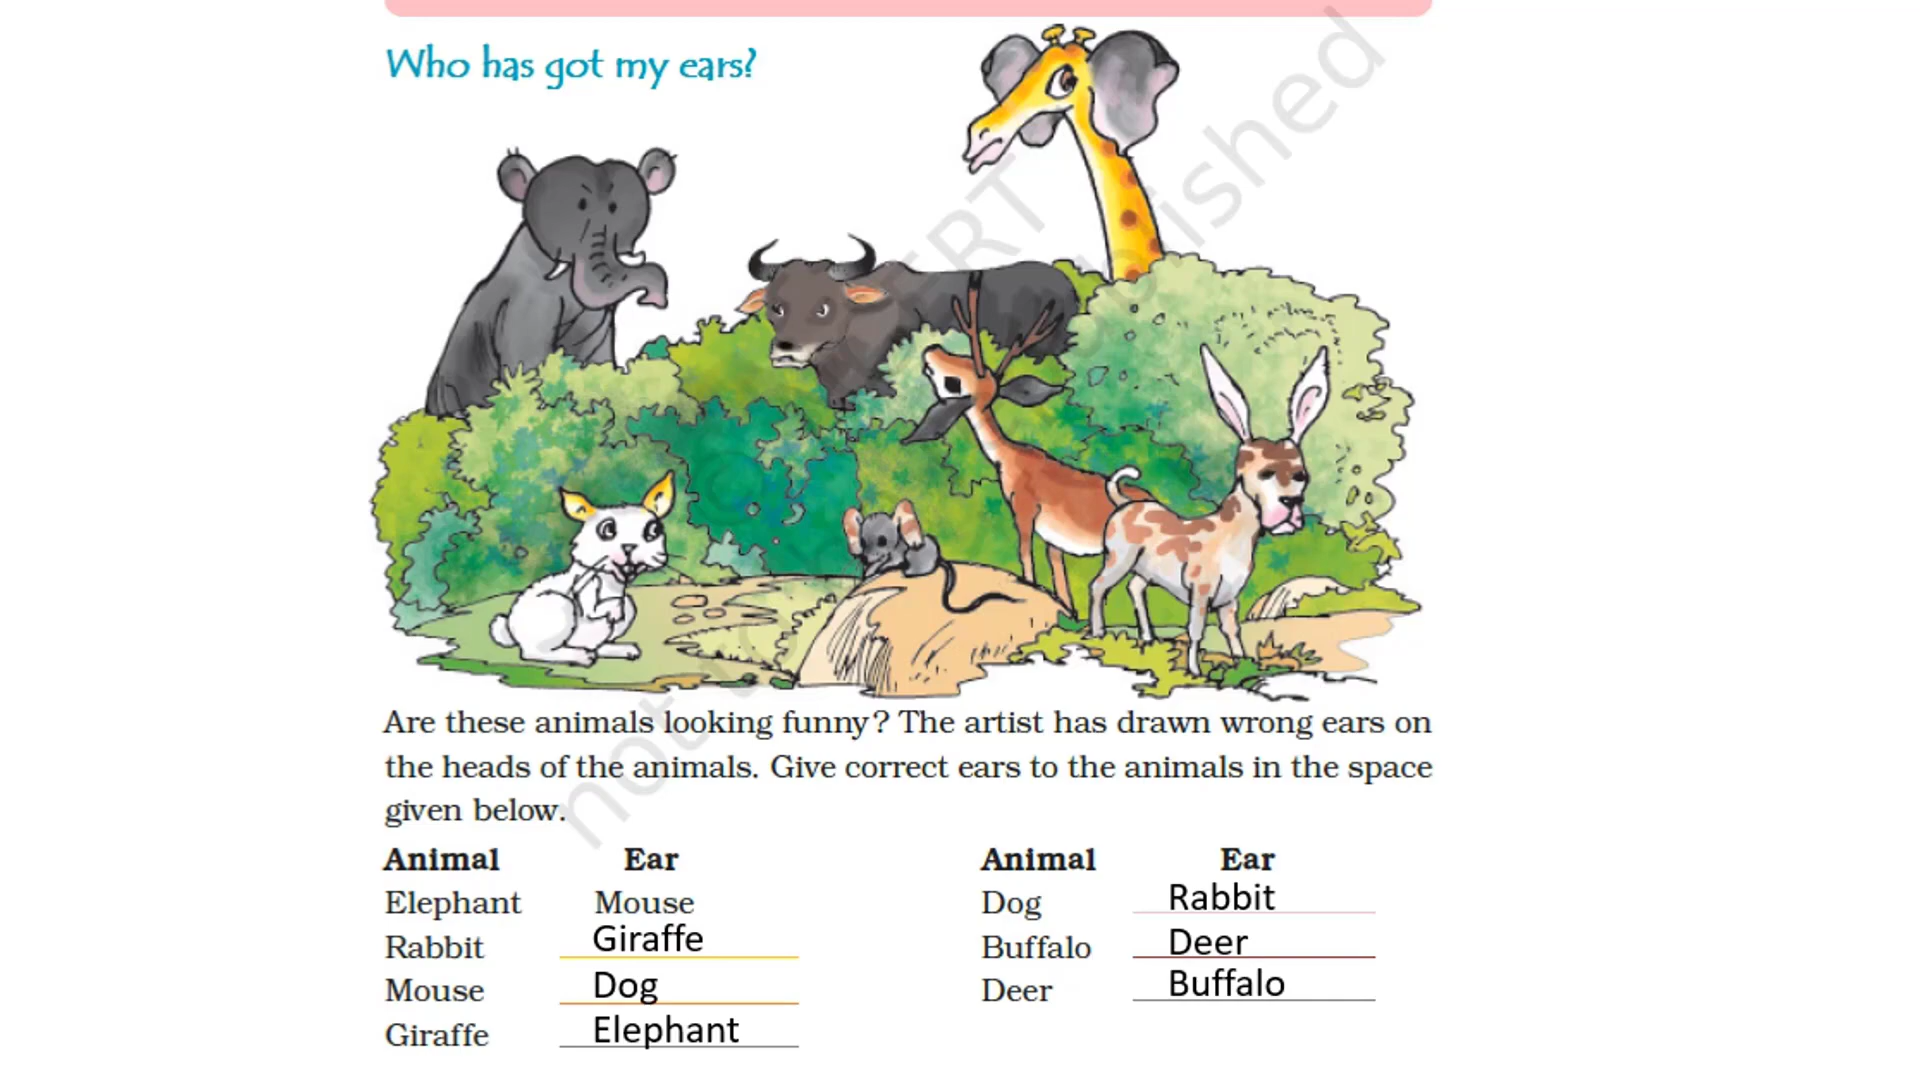 Who has got my ears?
Are these animals looking funny? The artist has drawn wrong ears on
the heads of the animals. Give correct ears to the animals in the space
given below.
Animal Ear Animal Ear
Elephant Mouse Dog Rabbit
Rabbit Giraffe Buffalo Deer
Mouse Dog Deer Buffalo
Giraffe Elephant